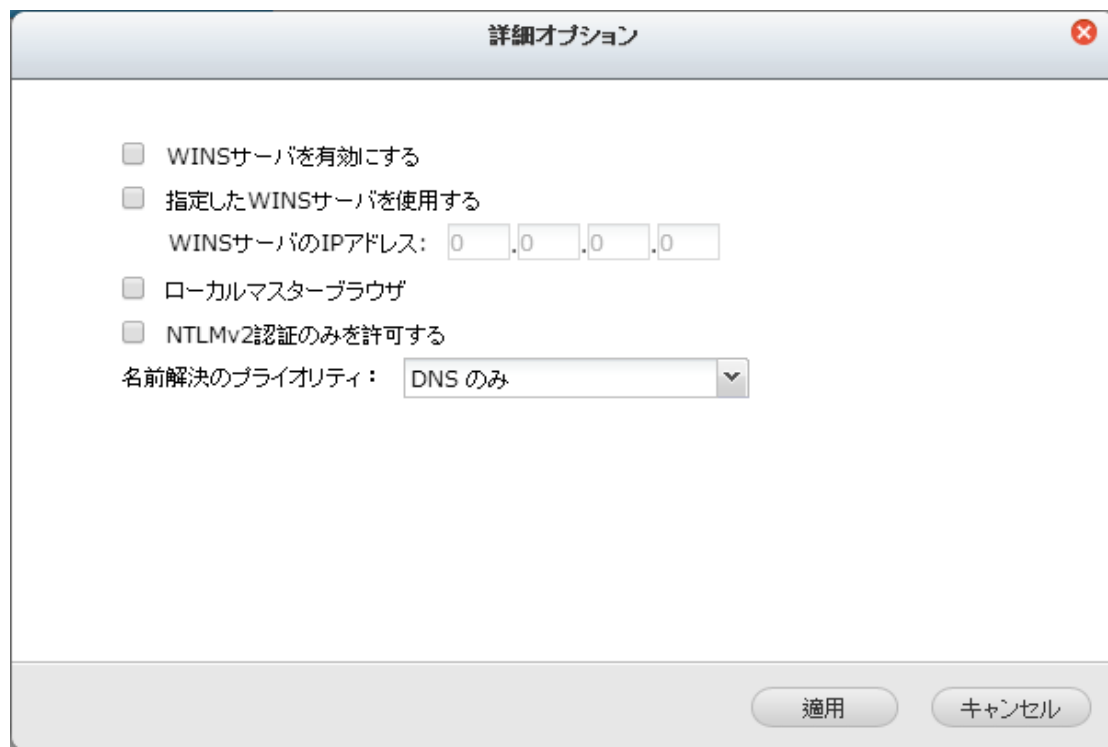 詳細オプション
WINSサーバを有効にする
指定したWINSサーバを使用する
WINSサーバのIPアドレス: 0 .0 .0 .0
ローカルマスターブラウザ
NTLMv2認証のみを許可する
名前解決のプライオリティ: DNS のみ
適用 キャンセル